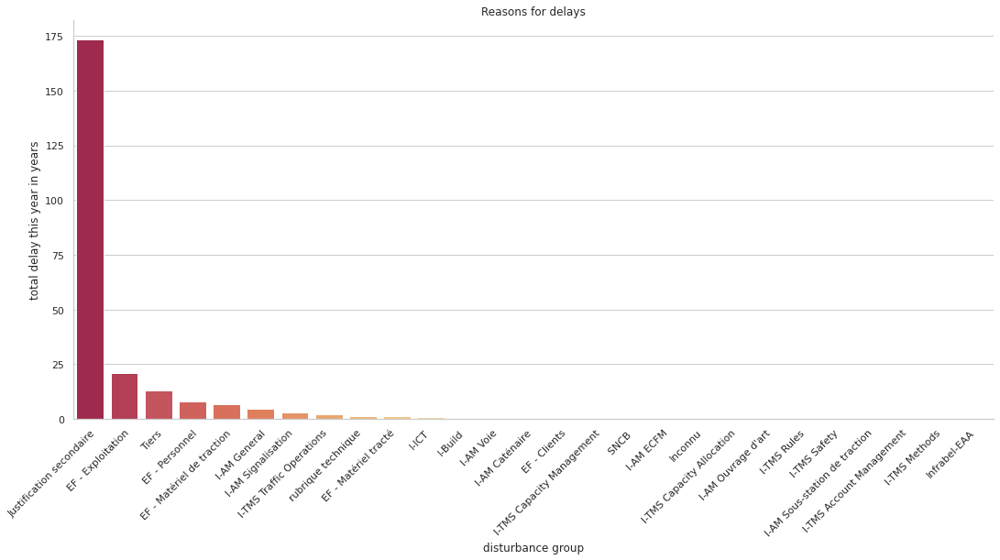 Reasons for delays
total delay this year in years
175
150
125
100
75
50
25
0
Justification secondaire
EF - Exploitation
Tiers
EF - Personnel
EF - Matériel de traction
I-AM General
I-AM Signalisation
I-TMS Traffic Operations
rubrique technique
EF - Matériel tracté
I-ICT
I-Build
I-AM Voie
I-AM Caténaire
EF - Clients
I-TMS Capacity Management
SNCB
I-AM ECFM
Inconnu
I-TMS Capacity Allocation
I-AM Ouvrage d'art
I-TMS Rules
I-TMS Safety
I-AM Sous-station de traction
I-TMS Account Management
I-TMS Methods
Infrabel-EAA
disturbance group